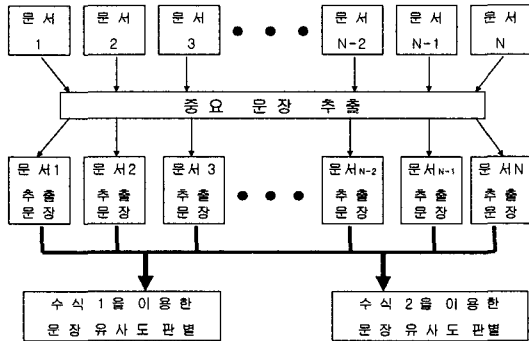 문서 문서 문서 문서 문서 문서
1 2 3 N-2 N-1 N
중요 문장 추출
문서1 문서2 문서3 문서N-2 문서N-1 문서N
추출 추출 추출 추출 추출 추출
문장 문장 문장 문장 문장 문장
수식 1을 이용한 수식 2을 이용한
문장 유사도 판별 문장 유사도 판별